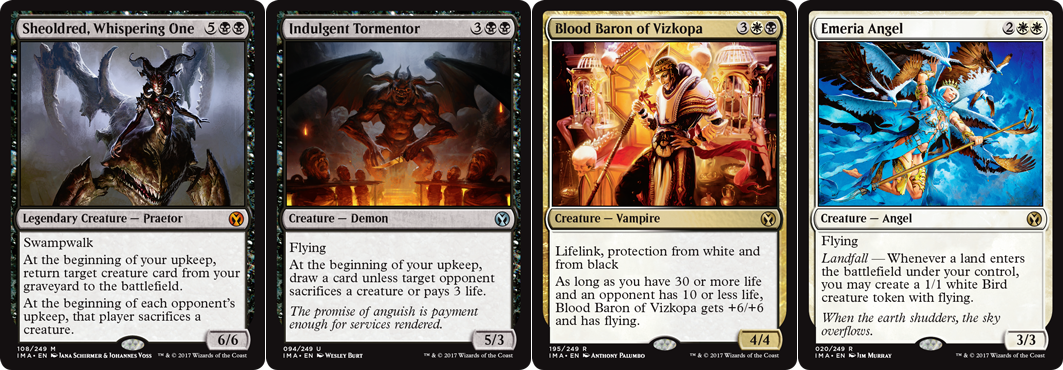 Sheoldred, Whispering One 5
Legendary Creature — Praetor
Swampwalk
At the beginning of your upkeep,
return target creature card from your
graveyard to the battlefield.
At the beginning of each opponent's
upkeep, that player sacrifices a
creature.
6/6
108/249 M
IMA • EN Jana Schirmer & Johannes Voss
™ & © 2017 Wizards of the Coast
Indulgent Tormentor 3
Creature — Demon
Flying
At the beginning of your upkeep,
draw a card unless target opponent
sacrifices a creature or pays 3 life.
The promise of anguish is payment
enough for services rendered.
5/3
094/249 U
IMA • EN Wesley Burt
™ & © 2017 Wizards of the Coast
Blood Baron of Vizkopa 3
Creature — Vampire
Lifelink, protection from white and
from black
As long as you have 30 or more life
and an opponent has 10 or less life,
Blood Baron of Vizkopa gets +6/+6
and has flying.
4/4
195/249 R
IMA • EN Anthony Palumbo
™ & © 2017 Wizards of the Coast
Emeria Angel 2
Creature — Angel
Flying
Landfall — Whenever a land enters
the battlefield under your control,
you may create a 1/1 white Bird
creature token with flying.
When the earth shudders, the sky
overflows.
3/3
020/249 R
IMA • EN Jim Murray
™ & © 2017 Wizards of the Coast